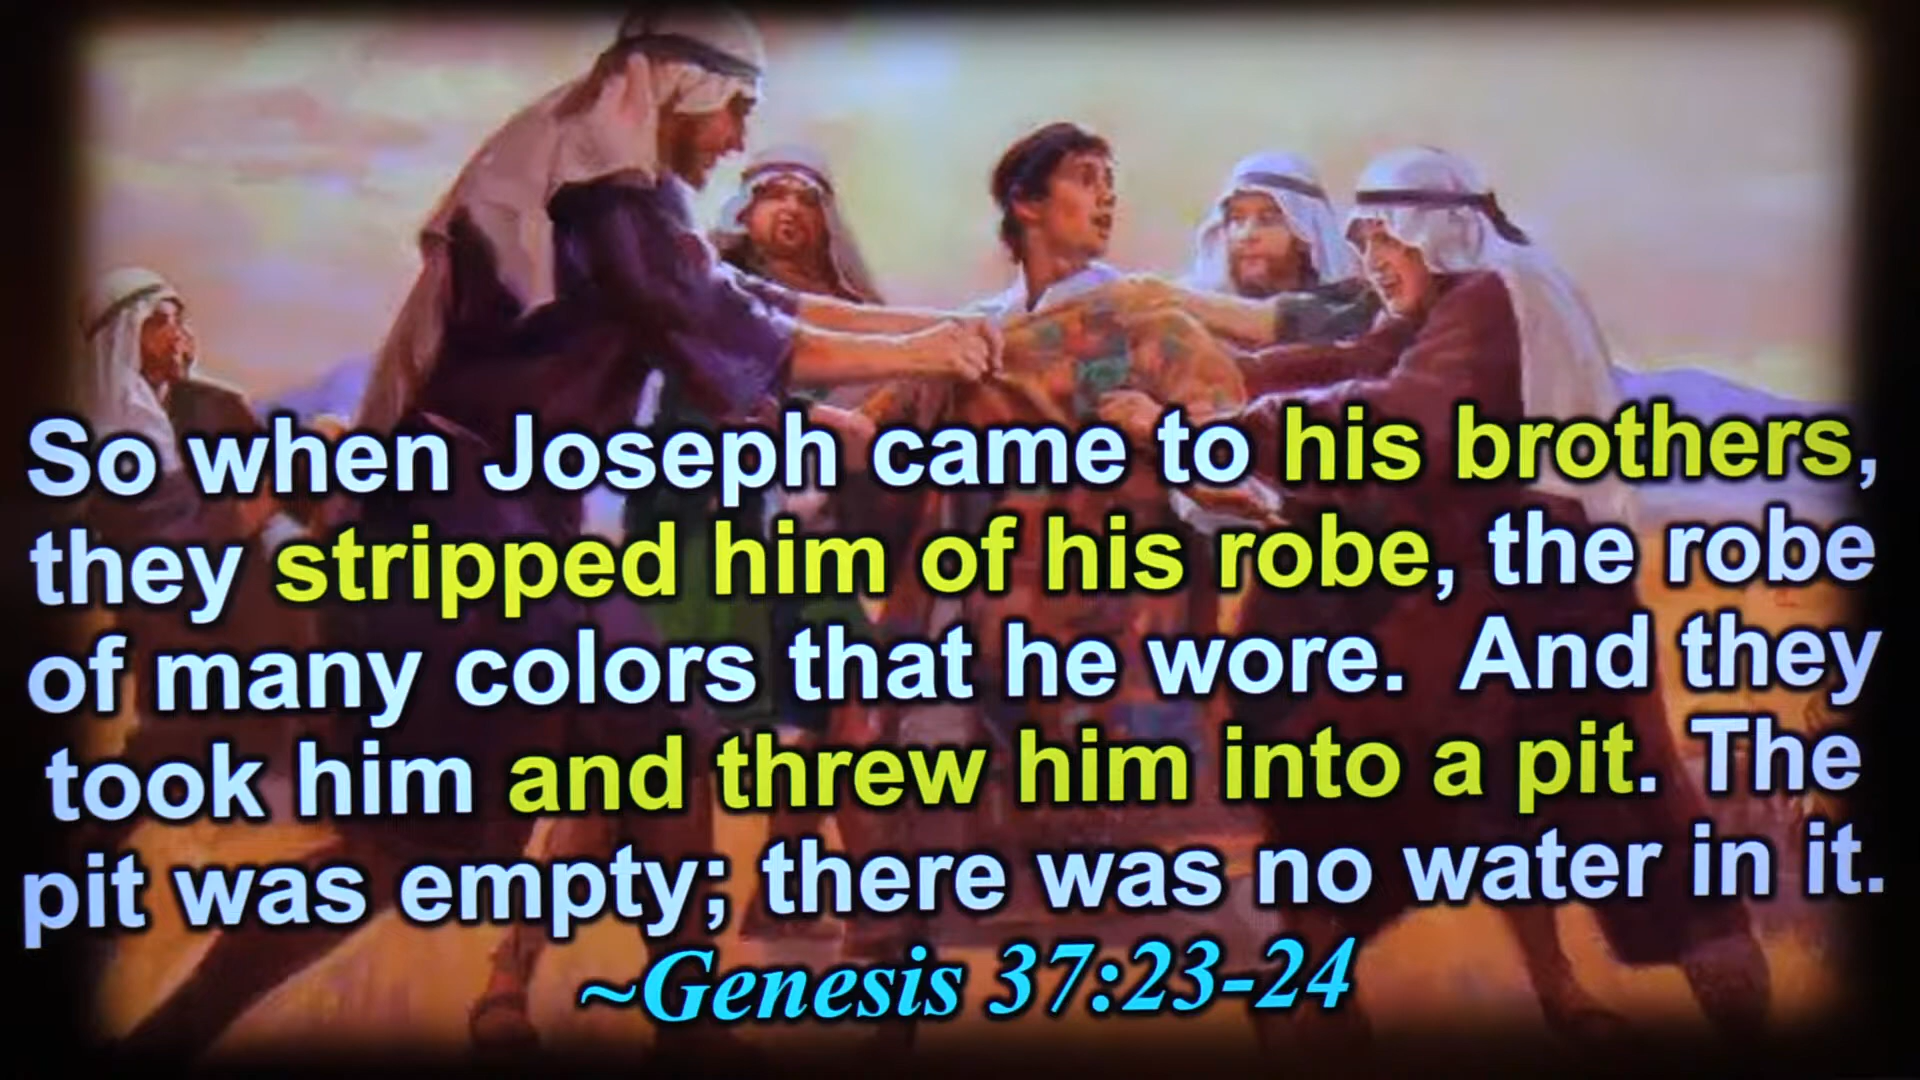 So when Joseph came to his brothers,
they stripped him of his robe, the robe
of many colors that he wore. And they
took him and threw him into a pit. The
pit was empty; there was no water in it.
~Genesis 37:23-24